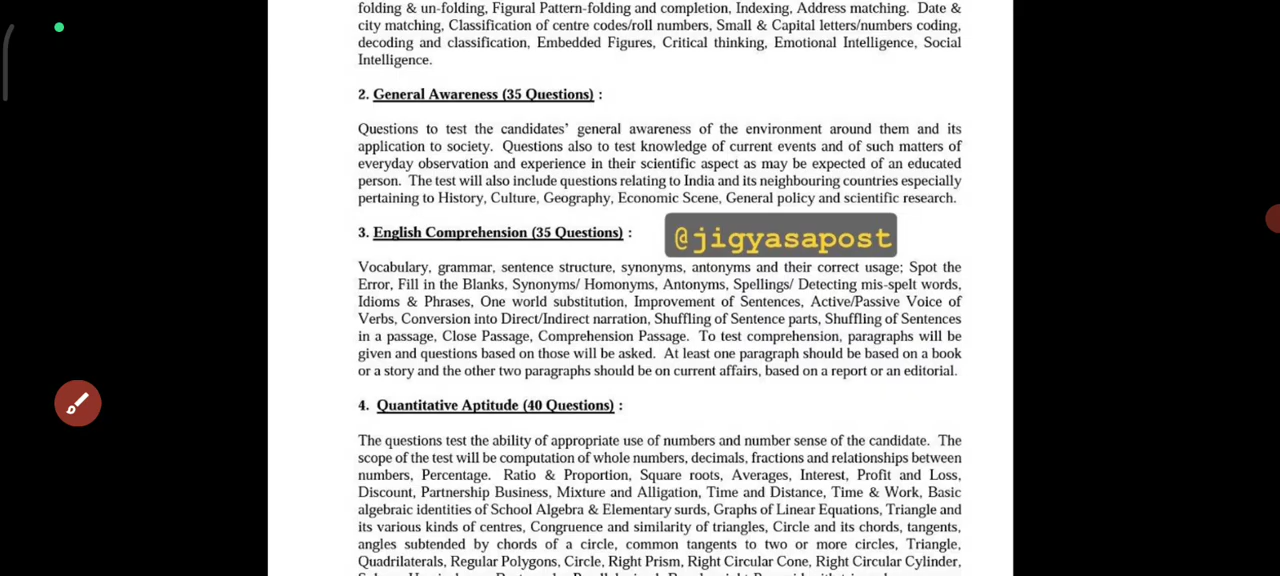 folding & un-folding, Figural Pattern-folding and completion, Indexing, Address matching. Date &
city matching, Classification of centre codes/roll numbers, Small & Capital letters/numbers coding,
decoding and classification, Embedded Figures, Critical thinking, Emotional Intelligence, Social
Intelligence.
2. General Awareness (35 Questions) :
Questions to test the candidates' general awareness of the environment around them and its
application to society. Questions also to test knowledge of current events and of such matters of
everyday observation and experience in their scientific aspect as may be expected of an educated
person. The test will also include questions relating to India and its neighbouring countries especially
pertaining to History, Culture, Geography, Economic Scene, General policy and scientific research.
3. English Comprehension (35 Questions) :
@jigyasapost
Vocabulary, grammar, sentence structure, synonyms, antonyms and their correct usage; Spot the
Error, Fill in the Blanks, Synonyms/ Homonyms, Antonyms, Spellings/ Detecting mis-spelt words,
Idioms & Phrases, One world substitution, Improvement of Sentences, Active/Passive Voice of
Verbs, Conversion into Direct/Indirect narration, Shuffling of Sentence parts, Shuffling of Sentences
in a passage, Close Passage, Comprehension Passage. To test comprehension, paragraphs will be
given and questions based on those will be asked. At least one paragraph should be based on a book
or a story and the other two paragraphs should be on current affairs, based on a report or an editorial.
4. Quantitative Aptitude (40 Questions) :
The questions test the ability of appropriate use of numbers and number sense of the candidate. The
scope of the test will be computation of whole numbers, decimals, fractions and relationships between
numbers, Percentage. Ratio & Proportion, Square roots, Averages, Interest, Profit and Loss,
Discount, Partnership Business, Mixture and Alligation, Time and Distance, Time & Work, Basic
algebraic identities of School Algebra & Elementary surds, Graphs of Linear Equations, Triangle and
its various kinds of centres, Congruence and similarity of triangles, Circle and its chords, tangents,
angles subtended by chords of a circle, common tangents to two or more circles, Triangle,
Quadrilaterals, Regular Polygons, Circle, Right Prism, Right Circular Cone, Right Circular Cylinder,